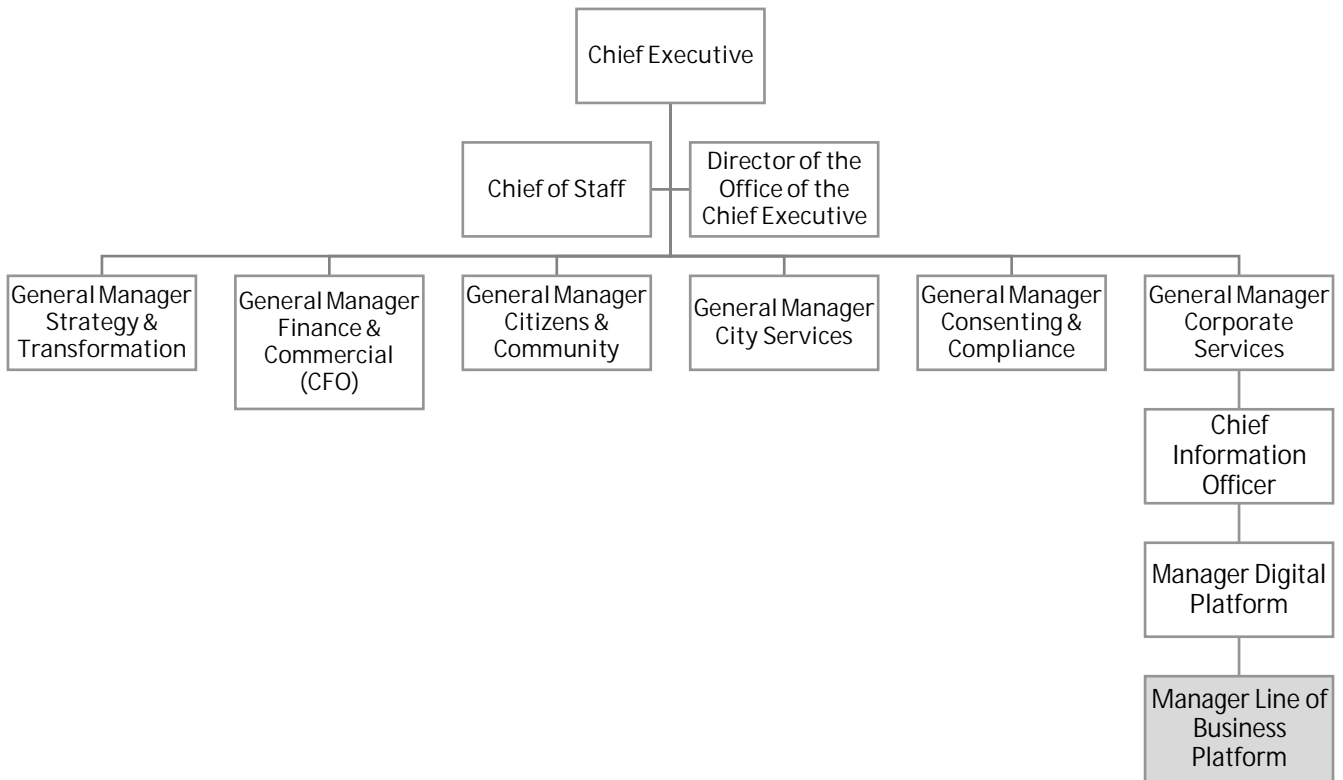 Chief Executive
Chief of Staff
Director of the
Office of the
Chief Executive
General Manager
Strategy &
Transformation
General Manager
Finance &
Commercial
(CFO)
General Manager
Citizens &
Community
General Manager
City Services
General Manager
Consenting &
Compliance
General Manager
Corporate
Services
Chief
Information
Officer
Manager Digital
Platform
Manager Line of
Business
Platform